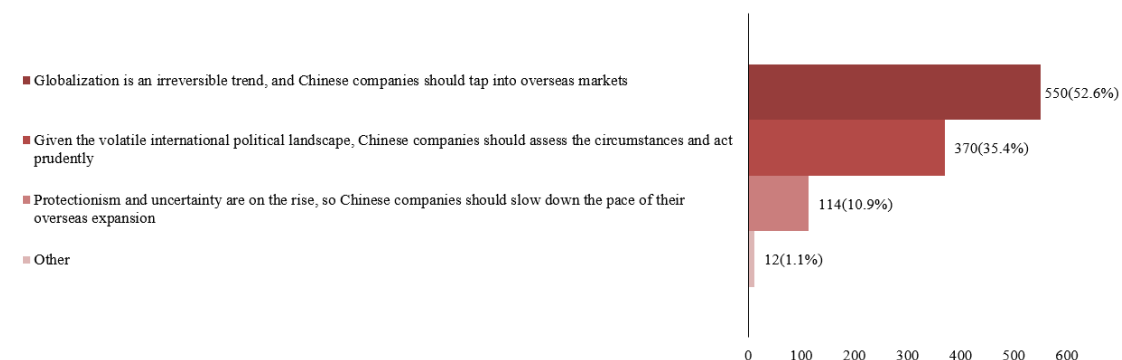 Globalization is an irreversible trend, and Chinese companies should tap into overseas markets
550(52.6%)
Given the volatile international political landscape, Chinese companies should assess the circumstances and act
prudently
370(35.4%)
Protectionism and uncertainty are on the rise, so Chinese companies should slow down the pace of their
overseas expansion
114(10.9%)
Other
12(1.1%)
0 100 200 300 400 500 600